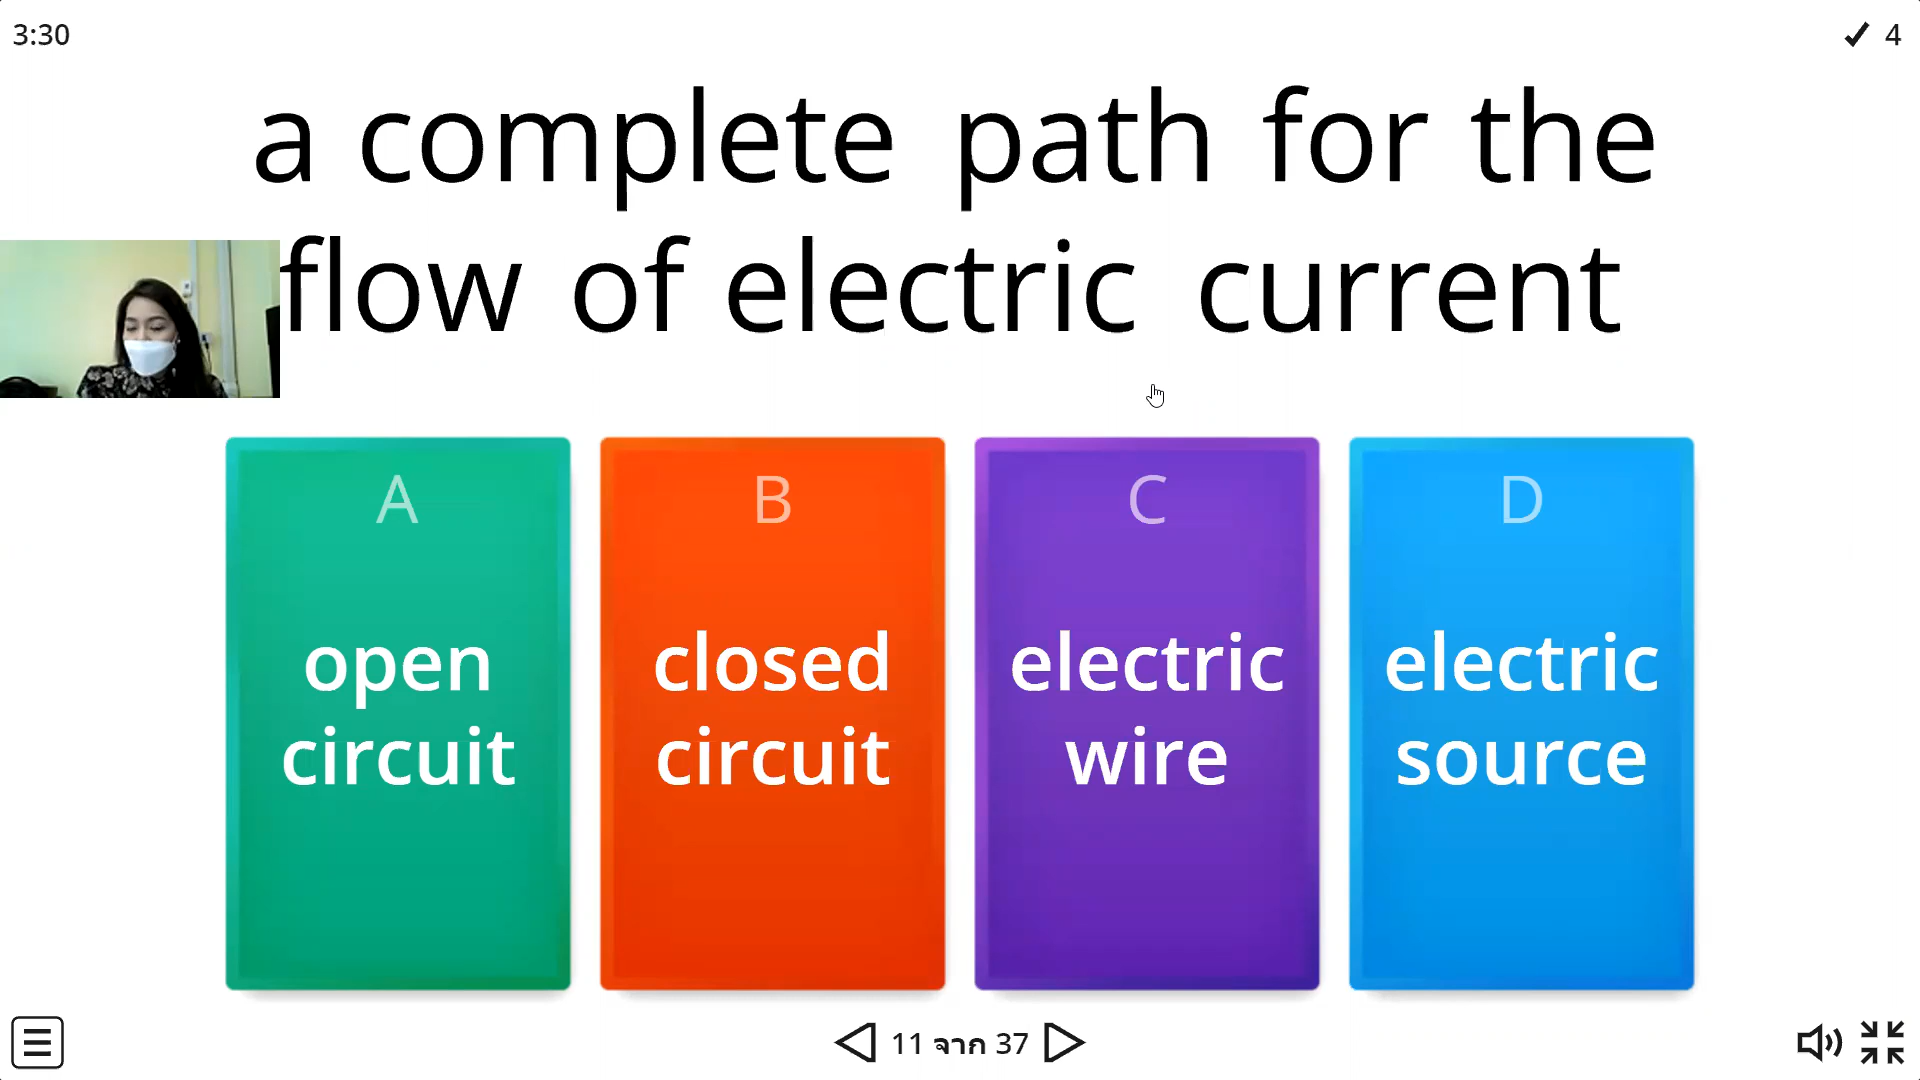 3:30
✓ 4
a complete path for the
flow of electric current
A
open
circuit
B
closed
circuit
C
electric
wire
D
electric
source
11 จาก 37